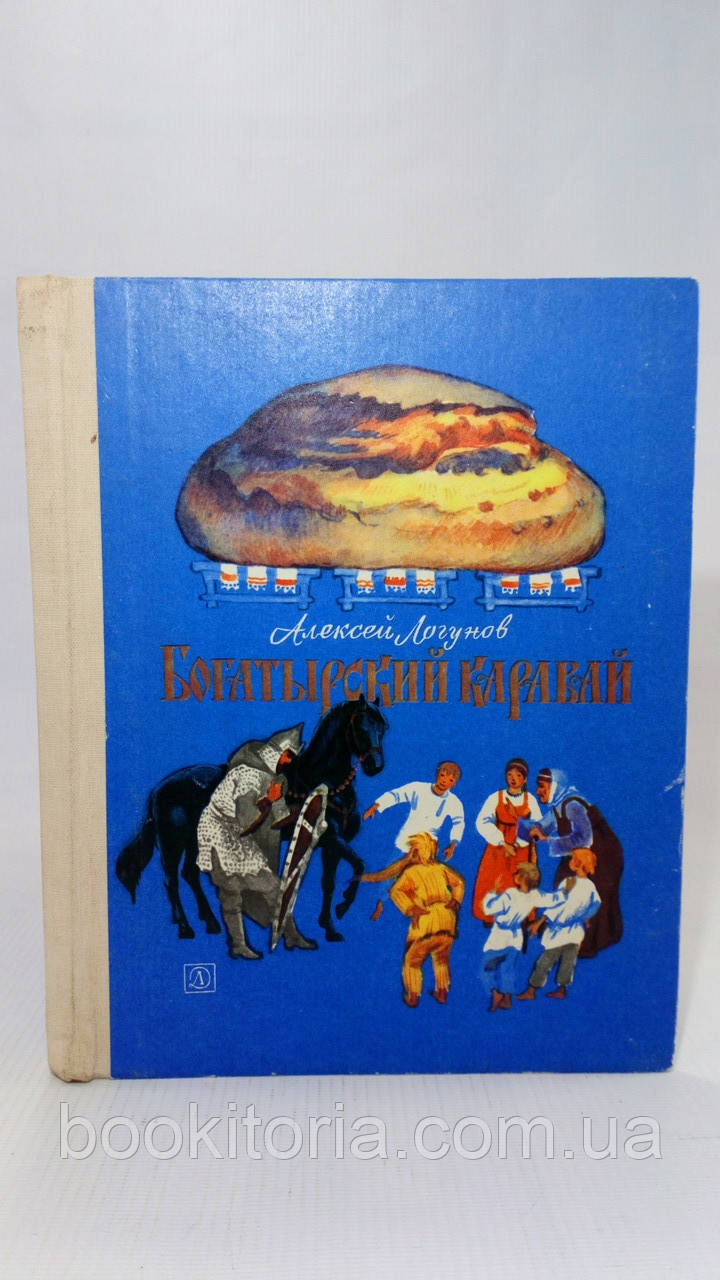 Алексей Логунов
Богатырский каравай
Д
bookitoria.com.ua